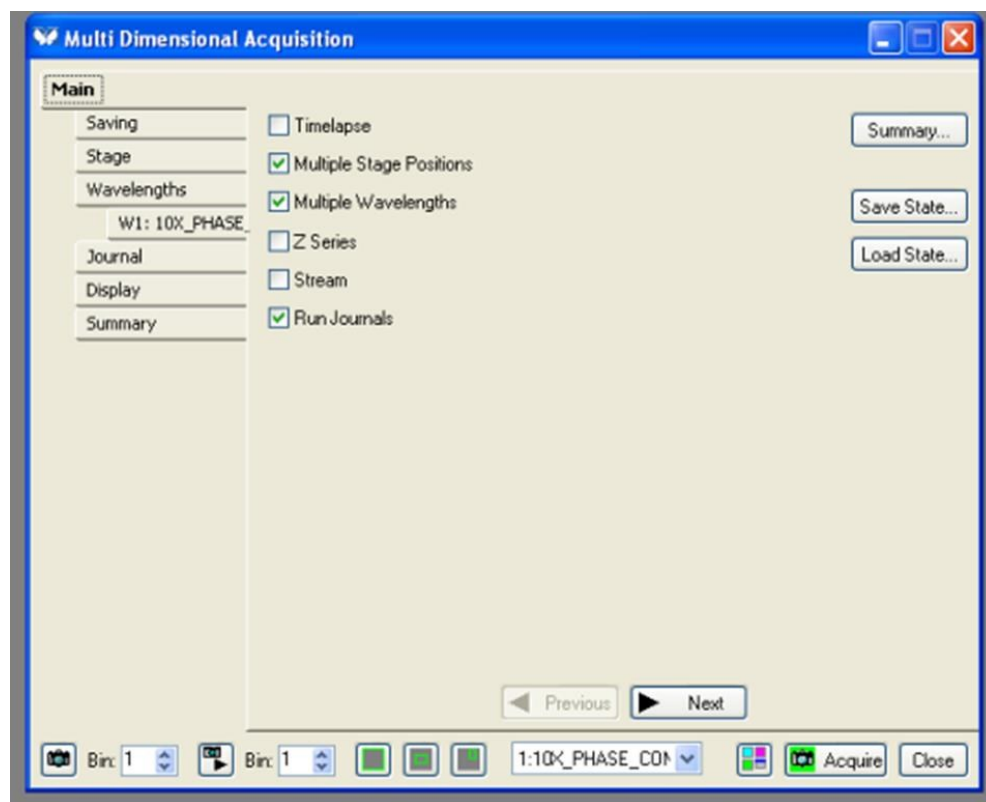 Multi Dimensional Acquisition
Main
Saving
Stage
Wavelengths
W1: 10X_PHASE_
Journal
Display
Summary
Timelapse
Multiple Stage Positions
Multiple Wavelengths
Z Series
Stream
Run Journals
Summary...
Save State...
Load State...
Previous
Next
Bin: 1
Bin: 1
1:10X_PHASE_CON
Acquire
Close